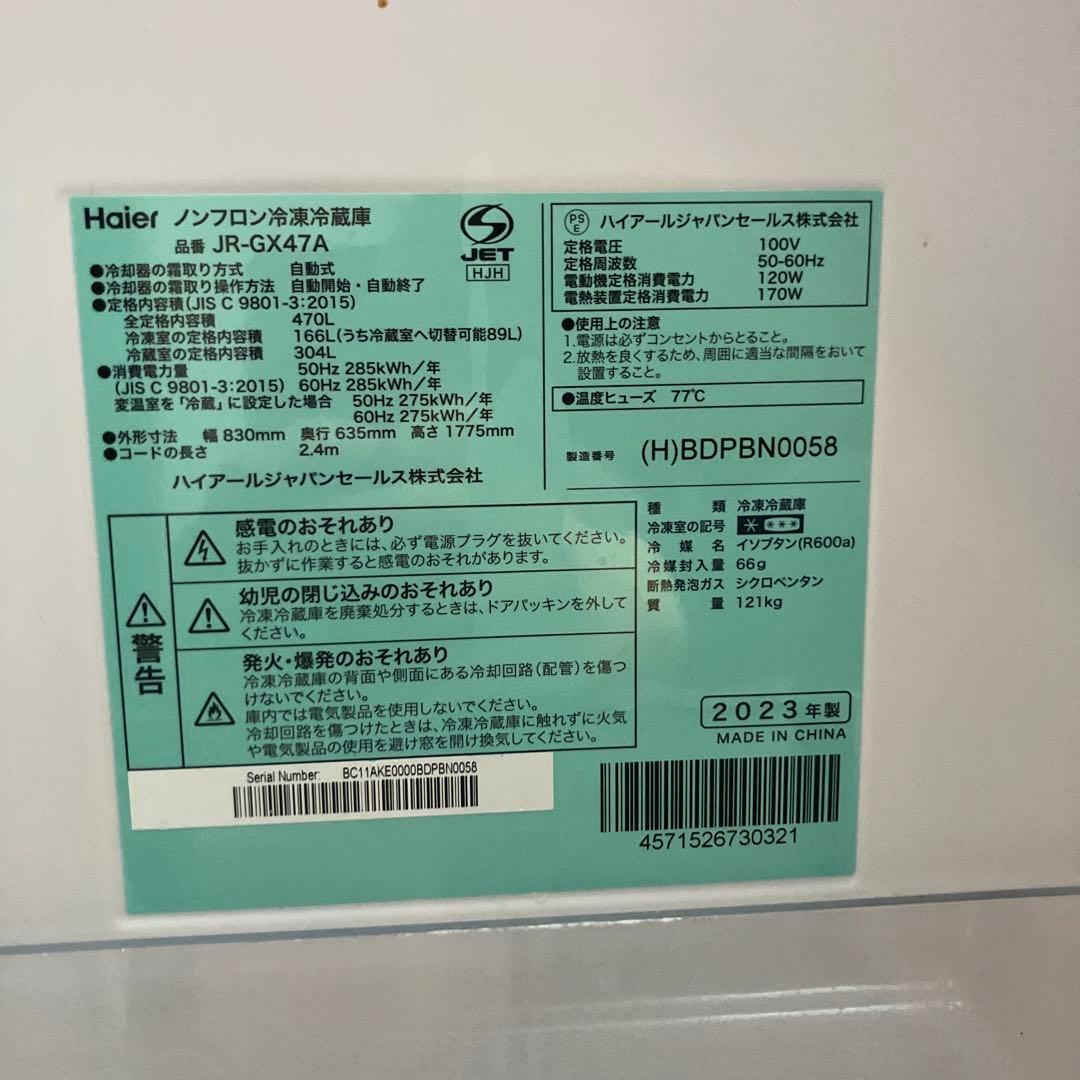 Haier ノンフロン冷凍冷蔵庫
品番 JR-GX47A
JET
HJH
●冷却器の霜取り方式 自動式
●冷却器の霜取り操作方法 自動開始・自動終了
●定格内容積(JIS C 9801-3:2015)
全定格内容積 470L
冷凍室の定格内容積 166L(うち冷蔵室へ切替可能89L)
冷蔵室の定格内容積 304L
●消費電力量 50Hz 285kWh/年
(JIS C 9801-3:2015) 60Hz 285kWh/年
変温室を「冷蔵」に設定した場合 50Hz 275kWh/年
60Hz 275kWh/年
●外形寸法 幅 830mm 奥行 635mm 高さ 1775mm
●コードの長さ 2.4m
ハイアールジャパンセールス株式会社
PS E ハイアールジャパンセールス株式会社
定格電圧 100V
定格周波数 50-60Hz
電動機定格消費電力 120W
電熱装置定格消費電力 170W
●使用上の注意
1.電源は必ずコンセントからとること。
2.放熱を良くするため、周囲に適当な間隔をおいて
設置すること。
●温度ヒューズ 77℃
製造番号 (H)BDPBN0058
種類 冷凍冷蔵庫
冷凍室の記号 * ***
冷媒名 イソブタン(R600a)
冷媒封入量 66g
断熱発泡ガス シクロペンタン
質量 121kg
警告
感電のおそれあり
お手入れのときには、必ず電源プラグを抜いてください。
抜かずに作業すると感電のおそれがあります。
幼児の閉じ込みのおそれあり
冷凍冷蔵庫を廃棄処分するときは、ドアパッキンを外して
ください。
発火・爆発のおそれあり
冷凍冷蔵庫の背面や側面にある冷却回路(配管)を傷つ
けないでください。
庫内では電気製品を使用しないでください。
冷却回路を傷つけたときは、冷凍冷蔵庫に触れずに火気
や電気製品の使用を避け窓を開け換気してください。
2023年製
MADE IN CHINA
Serial Number: BC11AKE0000BDPBN0058
4571526730321